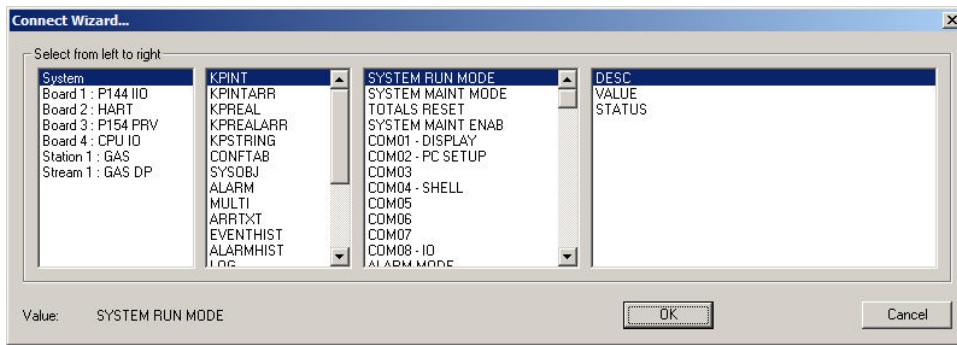 Connect Wizard...
Select from left to right
System
Board 1 : P144 IIO
Board 2 : HART
Board 3 : P154 PRV
Board 4 : CPU IO
Station 1 : GAS
Stream 1 : GAS DP
KPINT
KPINTARR
KPREAL
KPREALARR
KPSTRING
CONFTAB
SYSOBJ
ALARM
MULTI
ARRTXT
EVENTHIST
ALARMHIST
LOG
SYSTEM RUN MODE
SYSTEM MAINT MODE
TOTALS RESET
SYSTEM MAINT ENAB
COM01 - DISPLAY
COM02 - PC SETUP
COM03
COM04 - SHELL
COM05
COM06
COM07
COM08 - IO
ALARM MODE
DESC
VALUE
STATUS
Value: SYSTEM RUN MODE
OK
Cancel